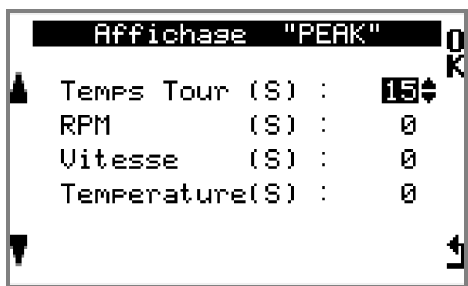 Affichage "PEAK"
OK
Temps Tour (S) : 15
RPM (S) : 0
Vitesse (S) : 0
Temperature(S) : 0